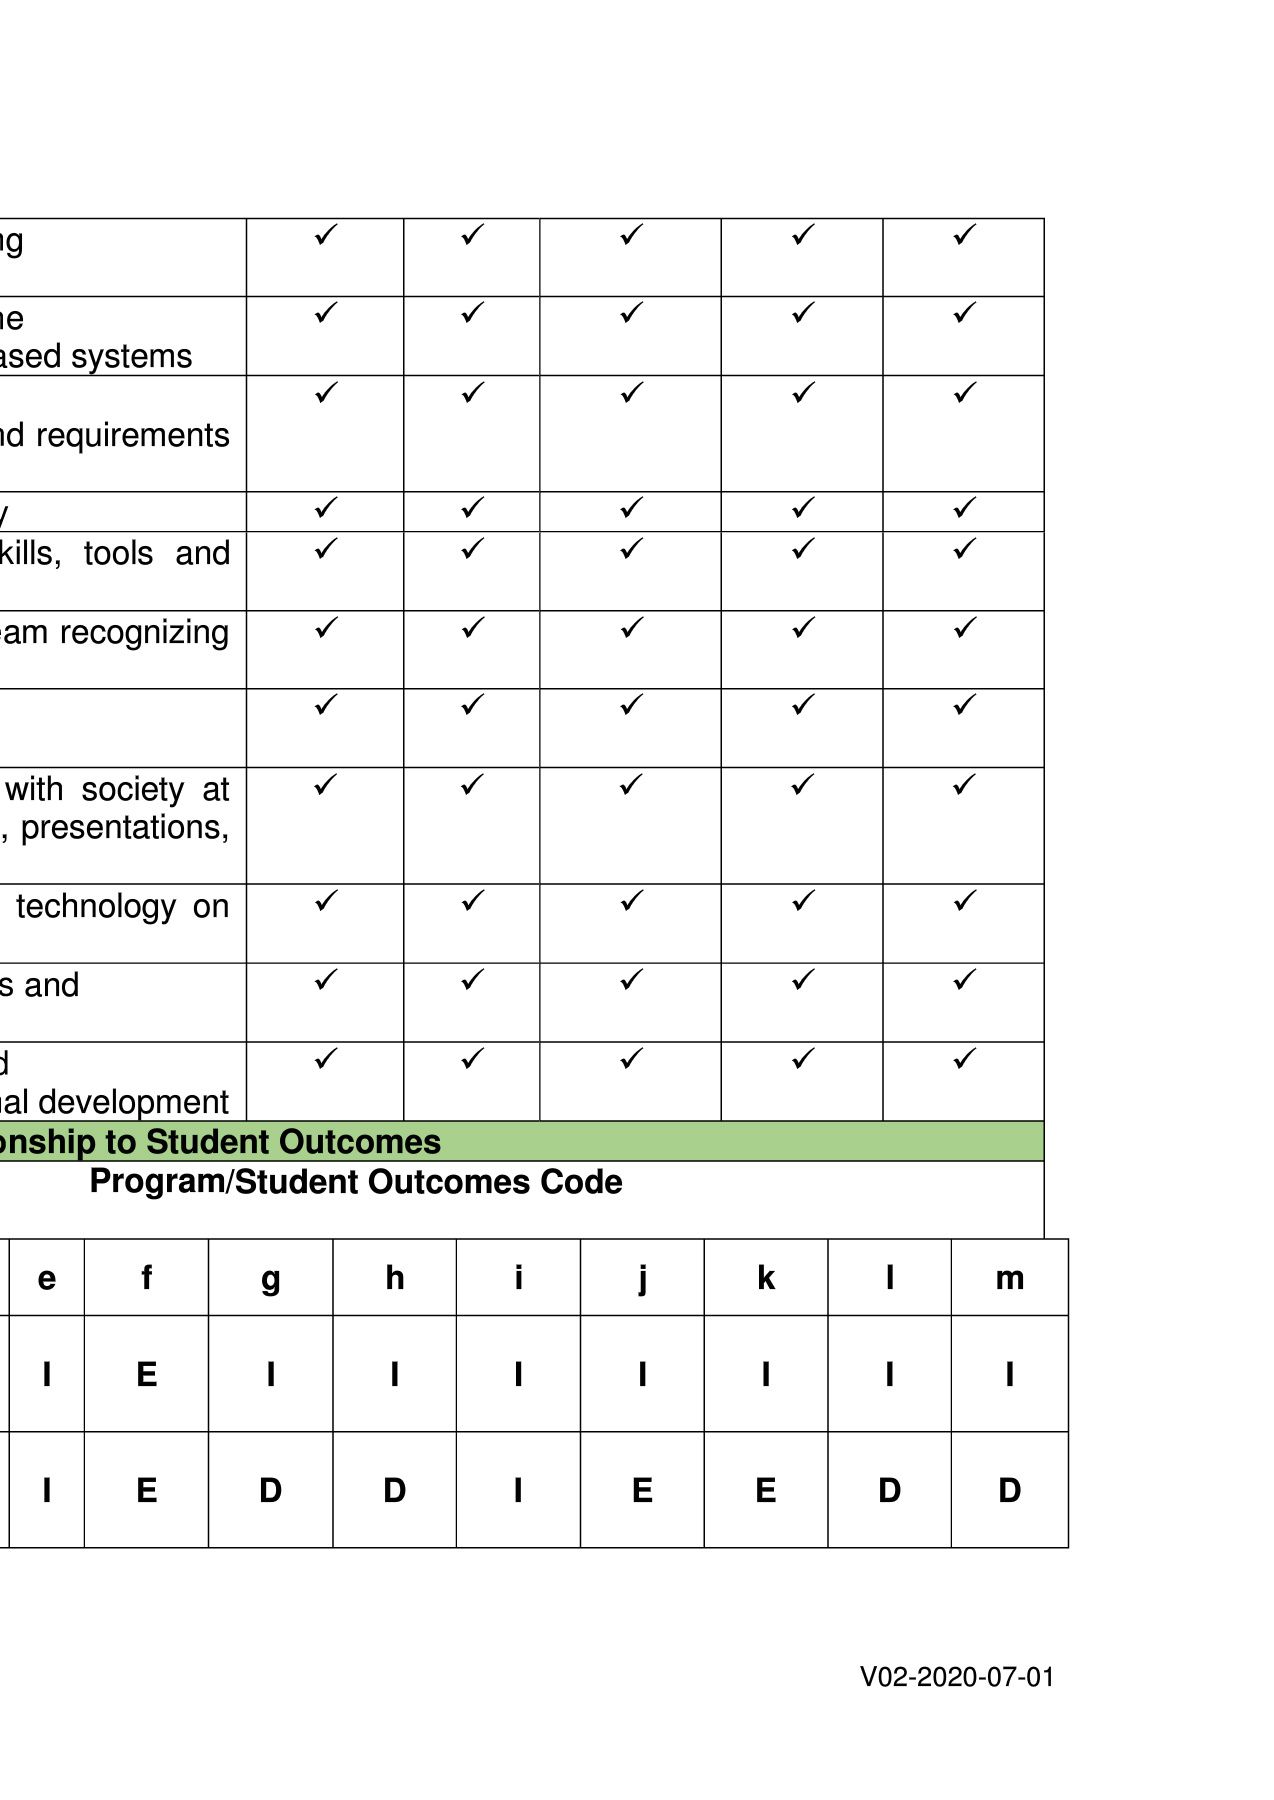 ng ✓ ✓ ✓ ✓ ✓
ne ✓ ✓ ✓ ✓ ✓
ased systems
✓ ✓ ✓ ✓ ✓
nd requirements
y ✓ ✓ ✓ ✓ ✓
kills, tools and ✓ ✓ ✓ ✓ ✓
eam recognizing ✓ ✓ ✓ ✓ ✓
✓ ✓ ✓ ✓ ✓
with society at ✓ ✓ ✓ ✓ ✓
, presentations,
technology on ✓ ✓ ✓ ✓ ✓
s and ✓ ✓ ✓ ✓ ✓
d ✓ ✓ ✓ ✓ ✓
nal development
onship to Student Outcomes
Program/Student Outcomes Code
e f g h i j k l m
I E I I I I I I I
I E D D I E E D D
V02-2020-07-01